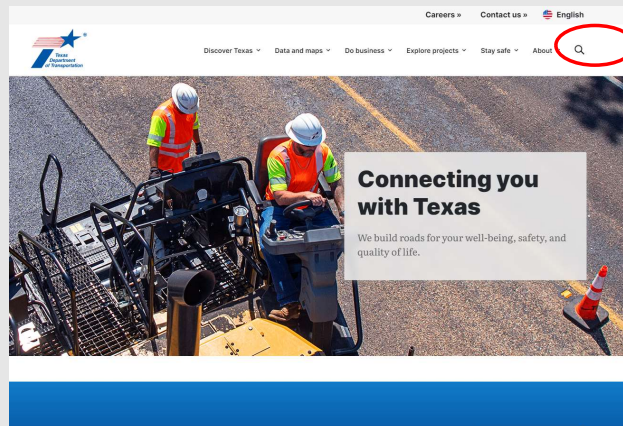 Careers » Contact us » English
Discover Texas Data and maps Do business Explore projects Stay safe About
Texas
Department
of Transportation
®
Connecting you
with Texas
We build roads for your well-being, safety, and
quality of life.